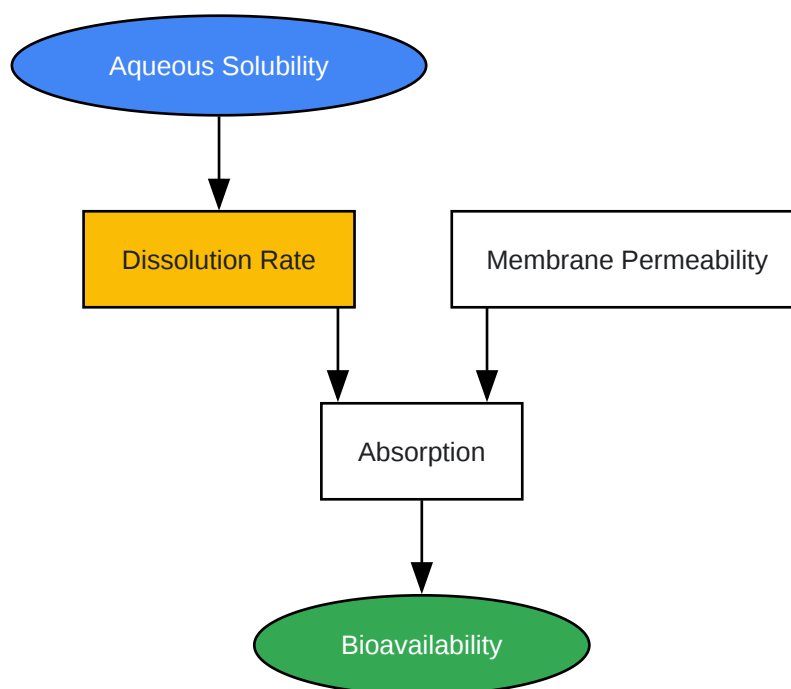 Aqueous Solubility
Dissolution Rate
Membrane Permeability
Absorption
Bioavailability